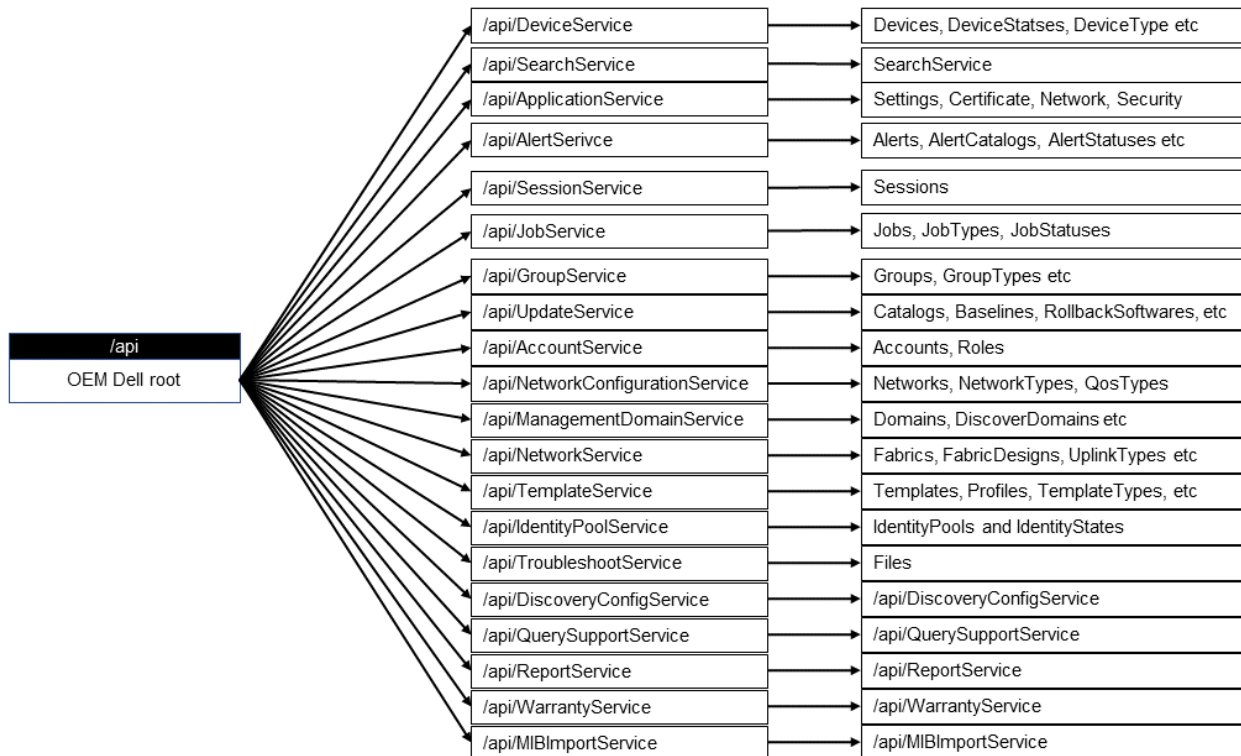 /api
OEM Dell root
/api/DeviceService
Devices, DeviceStatses, DeviceType etc
/api/SearchService
SearchService
/api/ApplicationService
Settings, Certificate, Network, Security
/api/AlertSerivce
Alerts, AlertCatalogs, AlertStatuses etc
/api/SessionService
Sessions
/api/JobService
Jobs, JobTypes, JobStatuses
/api/GroupService
Groups, GroupTypes etc
/api/UpdateService
Catalogs, Baselines, RollbackSoftwares, etc
/api/AccountService
Accounts, Roles
/api/NetworkConfigurationService
Networks, NetworkTypes, QosTypes
/api/ManagementDomainService
Domains, DiscoverDomains etc
/api/NetworkService
Fabrics, FabricDesigns, UplinkTypes etc
/api/TemplateService
Templates, Profiles, TemplateTypes, etc
/api/IdentityPoolService
IdentityPools and IdentityStates
/api/TroubleshootService
Files
/api/DiscoveryConfigService
/api/DiscoveryConfigService
/api/QuerySupportService
/api/QuerySupportService
/api/ReportService
/api/ReportService
/api/WarrantyService
/api/WarrantyService
/api/MIBImportService
/api/MIBImportService